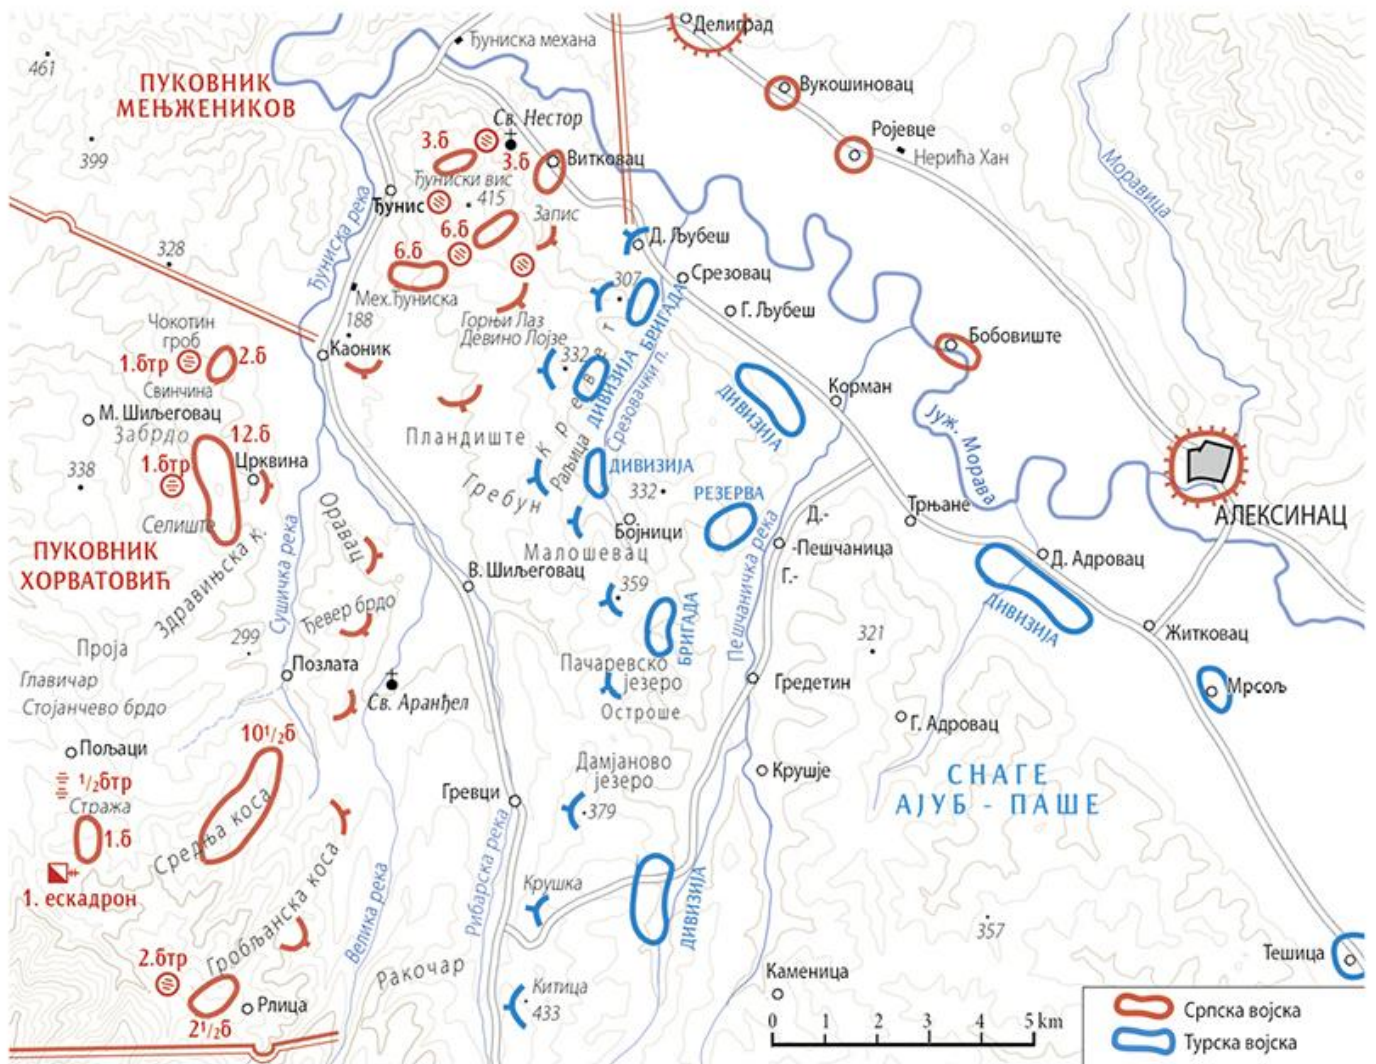 Делиград
Ђуниска механа
461
ПУКОВНИК
МЕЊЖЕНИКОВ
Вукошиновац
Св. Нестор
3.б
3.б
Витковац
Ројевце
Нерића Хан
Моравица
399
Ђуниски вис
415
Ђунис
Запис
6.б
6.б
Д. Љубеш
328
Ђуниска река
Срезовац
307
Мех.Ђуниска
188
Горњи Лаз
Девино Лојзе
Г. Љубеш
БРИГАДА
Чокотин
гроб
1.бтр
2.б
Свинчина
Каоник
332
Кревет
ДИВИЗИЈА
Срезовачки п.
Бобовиште
ДИВИЗИЈА
Корман
М. Шиљеговац
Забрдо
12.б
Пландиште
Раљица
Јуж. Морава
338
1.бтр
Црквина
Гребун
ДИВИЗИЈА
332
РЕЗЕРВА
Селиште
Оравац
Бојници
Трњане
АЛЕКСИНАЦ
ПУКОВНИК
ХОРВАТОВИЋ
Здравињска к.
Сушичка река
Малошевац
Д.-
-Пешчаница
Г.-
Д. Адровац
В. Шиљеговац
359
Ђевер брдо
БРИГАДА
Пешчаничка река
ДИВИЗИЈА
Житковац
299
321
Проја
Позлата
Пачаревско
језеро
Гредетин
Главичар
Стојанчево брдо
Св. Аранђел
Остроше
Мрсољ
Г. Адровац
10¹/₂б
Пољаци
Дамјаново
језеро
Крушје
СНАГЕ
АЈУБ - ПАШЕ
¹/₂бтр
Стража
Гревци
379
1.б
Средња коса
1. ескадрон
Гробљанска коса
Велика река
Рибарска река
Крушка
ДИВИЗИЈА
357
2.бтр
Ракочар
Тешица
Каменица
Рлица
2¹/₂б
Китица
433
0 1 2 3 4 5 km
Српска војска
Турска војска